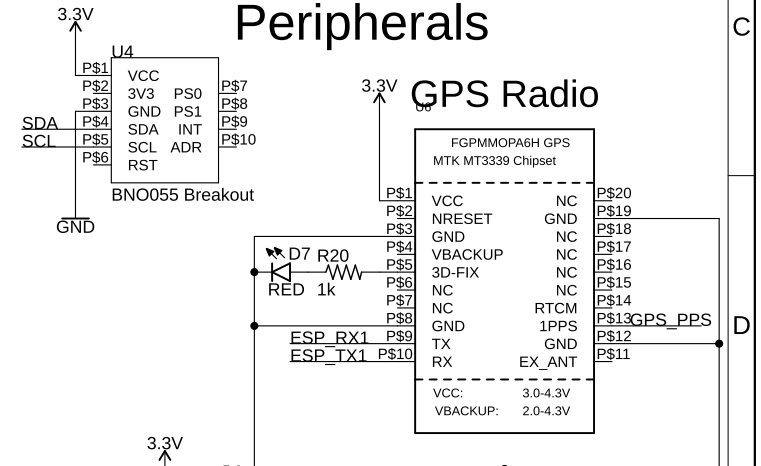 Peripherals
C
3.3V
U4
P$1 VCC
P$2 3V3 PS0 P$7
P$3 GND PS1 P$8
SDA P$4 SDA INT P$9
SCL P$5 SCL ADR P$10
P$6 RST
BNO055 Breakout
GND
3.3V
GPS Radio
U6
FGPMMOPA6H GPS
MTK MT3339 Chipset
P$1 VCC NC P$20
P$2 NRESET GND P$19
P$3 GND NC P$18
P$4 VBACKUP NC P$17
D7 R20 P$5 3D-FIX NC P$16
RED 1k P$6 NC NC P$15
P$7 NC RTCM P$14
P$8 GND 1PPS P$13 GPS_PPS
ESP_RX1 P$9 TX GND P$12
ESP_TX1 P$10 RX EX_ANT P$11
D
VCC: 3.0-4.3V
VBACKUP: 2.0-4.3V
3.3V